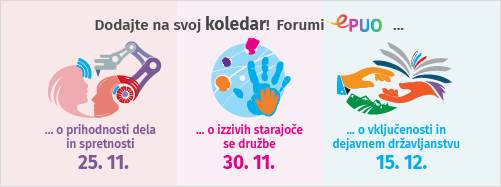 Dodajte na svoj koledar! Forumi ePUO ...
... o prihodnosti dela
in spretnosti
25. 11.
... o izzivih starajoče
se družbe
30. 11.
... o vključenosti in
dejavnem državljanstvu
15. 12.